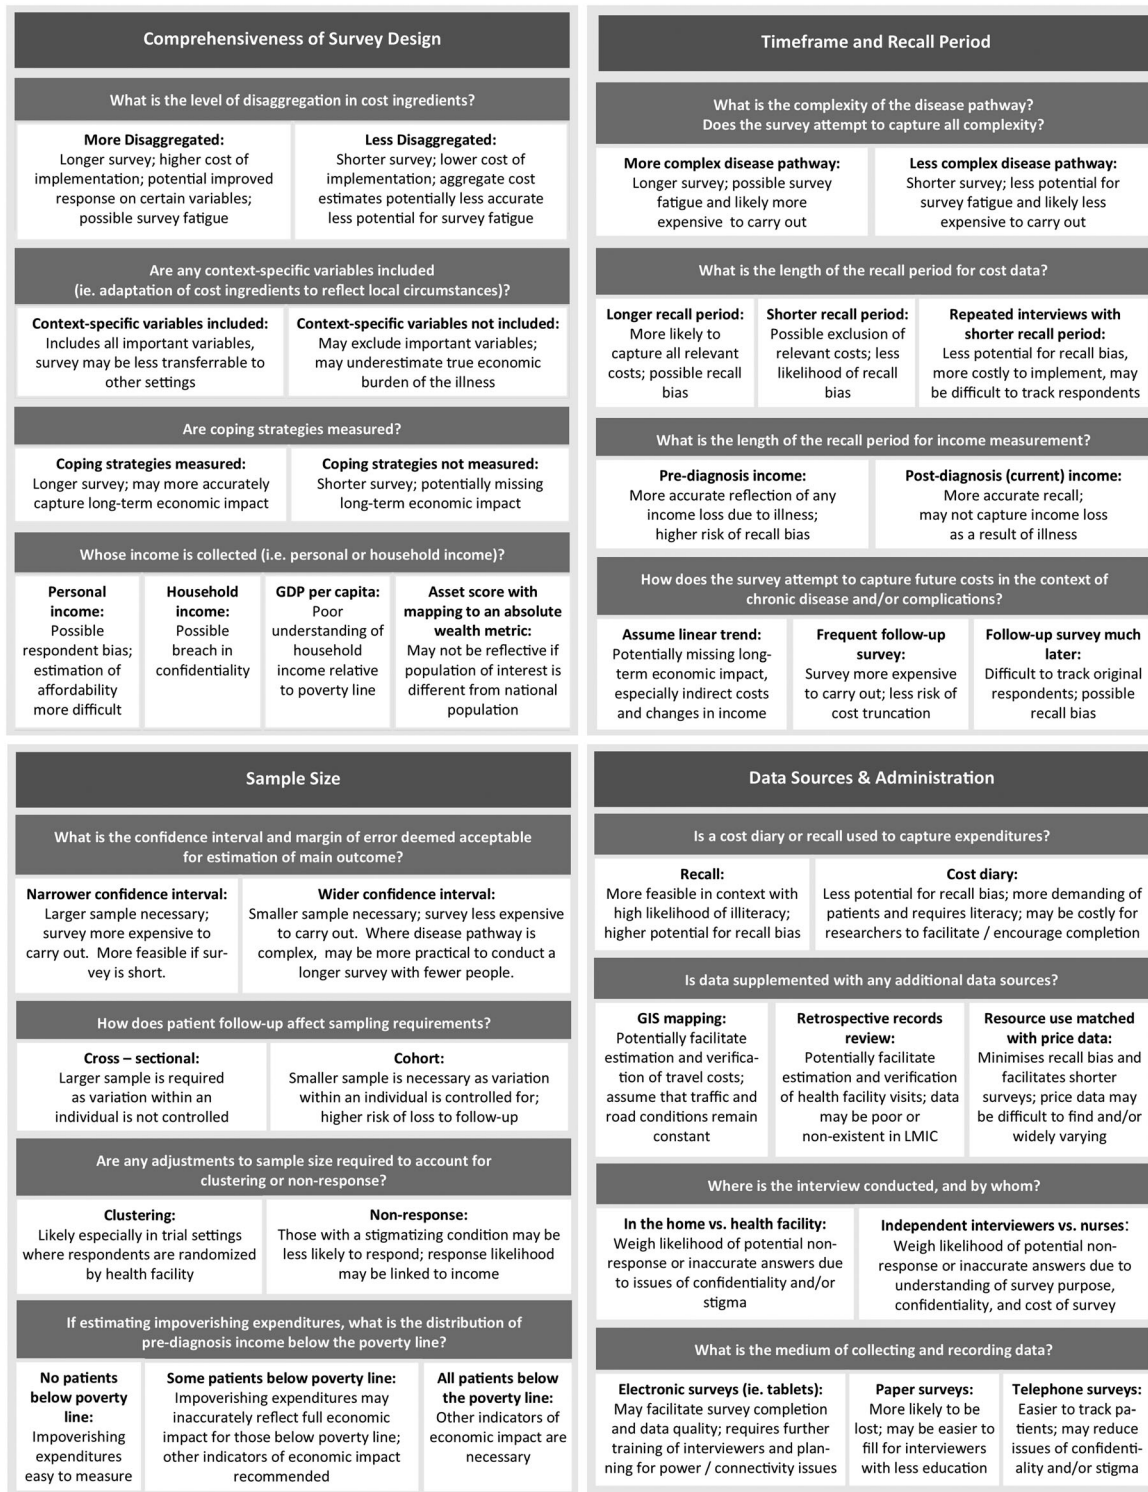 Comprehensiveness of Survey Design
What is the level of disaggregation in cost ingredients?
More Disaggregated:
Longer survey; higher cost of
implementation; potential improved
response on certain variables;
possible survey fatigue
Less Disaggregated:
Shorter survey; lower cost of
implementation; aggregate cost
estimates potentially less accurate
less potential for survey fatigue
Are any context-specific variables included
(ie. adaptation of cost ingredients to reflect local circumstances)?
Context-specific variables included:
Includes all important variables,
survey may be less transferrable to
other settings
Context-specific variables not included:
May exclude important variables;
may underestimate true economic
burden of the illness
Are coping strategies measured?
Coping strategies measured:
Longer survey; may more accurately
capture long-term economic impact
Coping strategies not measured:
Shorter survey; potentially missing
long-term economic impact
Whose income is collected (i.e. personal or household income)?
Personal
income:
Possible
respondent bias;
estimation of
affordability
more difficult
Household
income:
Possible
breach in
confidentiality
GDP per capita:
Poor
understanding of
household
income relative
to poverty line
Asset score with
mapping to an absolute
wealth metric:
May not be reflective if
population of interest is
different from national
population
Timeframe and Recall Period
What is the complexity of the disease pathway?
Does the survey attempt to capture all complexity?
More complex disease pathway:
Longer survey; possible survey
fatigue and likely more
expensive to carry out
Less complex disease pathway:
Shorter survey; less potential for
survey fatigue and likely less
expensive to carry out
What is the length of the recall period for cost data?
Longer recall period:
More likely to
capture all relevant
costs; possible recall
bias
Shorter recall period:
Possible exclusion of
relevant costs; less
likelihood of recall
bias
Repeated interviews with
shorter recall period:
Less potential for recall bias,
more costly to implement, may
be difficult to track respondents
What is the length of the recall period for income measurement?
Pre-diagnosis income:
More accurate reflection of any
income loss due to illness;
higher risk of recall bias
Post-diagnosis (current) income:
More accurate recall;
may not capture income loss
as a result of illness
How does the survey attempt to capture future costs in the context of
chronic disease and/or complications?
Assume linear trend:
Potentially missing long-
term economic impact,
especially indirect costs
and changes in income
Frequent follow-up
survey:
Survey more expensive
to carry out; less risk of
cost truncation
Follow-up survey much
later:
Difficult to track original
respondents; possible
recall bias
Sample Size
What is the confidence interval and margin of error deemed acceptable
for estimation of main outcome?
Narrower confidence interval:
Larger sample necessary;
survey more expensive to
carry out. More feasible if sur-
vey is short.
Wider confidence interval:
Smaller sample necessary; survey less expensive
to carry out. Where disease pathway is
complex, may be more practical to conduct a
longer survey with fewer people.
How does patient follow-up affect sampling requirements?
Cross – sectional:
Larger sample is required
as variation within an
individual is not controlled
Cohort:
Smaller sample is necessary as variation
within an individual is controlled for;
higher risk of loss to follow-up
Are any adjustments to sample size required to account for
clustering or non-response?
Clustering:
Likely especially in trial settings
where respondents are randomized
by health facility
Non-response:
Those with a stigmatizing condition may be
less likely to respond; response likelihood
may be linked to income
If estimating impoverishing expenditures, what is the distribution of
pre-diagnosis income below the poverty line?
No patients
below poverty
line:
Impoverishing
expenditures
easy to measure
Some patients below poverty line:
Impoverishing expenditures may
inaccurately reflect full economic
impact for those below poverty line;
other indicators of economic impact
recommended
All patients below
the poverty line:
Other indicators of
economic impact are
necessary
Data Sources & Administration
Is a cost diary or recall used to capture expenditures?
Recall:
More feasible in context with
high likelihood of illiteracy;
higher potential for recall bias
Cost diary:
Less potential for recall bias; more demanding of
patients and requires literacy; may be costly for
researchers to facilitate / encourage completion
Is data supplemented with any additional data sources?
GIS mapping:
Potentially facilitate
estimation and verifica-
tion of travel costs;
assume that traffic and
road conditions remain
constant
Retrospective records
review:
Potentially facilitate
estimation and verification
of health facility visits; data
may be poor or
non-existent in LMIC
Resource use matched
with price data:
Minimises recall bias and
facilitates shorter
surveys; price data may
be difficult to find and/or
widely varying
Where is the interview conducted, and by whom?
In the home vs. health facility:
Weigh likelihood of potential non-
response or inaccurate answers due
to issues of confidentiality and/or
stigma
Independent interviewers vs. nurses:
Weigh likelihood of potential non-
response or inaccurate answers due to
understanding of survey purpose,
confidentiality, and cost of survey
What is the medium of collecting and recording data?
Electronic surveys (ie. tablets):
May facilitate survey completion
and data quality; requires further
training of interviewers and plan-
ning for power / connectivity issues
Paper surveys:
More likely to be
lost; may be easier to
fill for interviewers
with less education
Telephone surveys:
Easier to track pa-
tients; may reduce
issues of confidenti-
ality and/or stigma